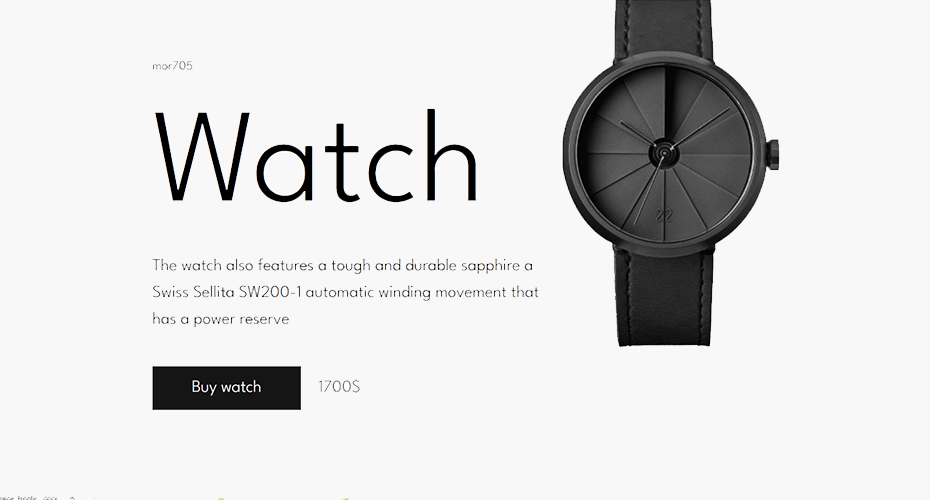 mor705
Watch
The watch also features a tough and durable sapphire a
Swiss Sellita SW200-1 automatic winding movement that
has a power reserve
Buy watch
1700S
22